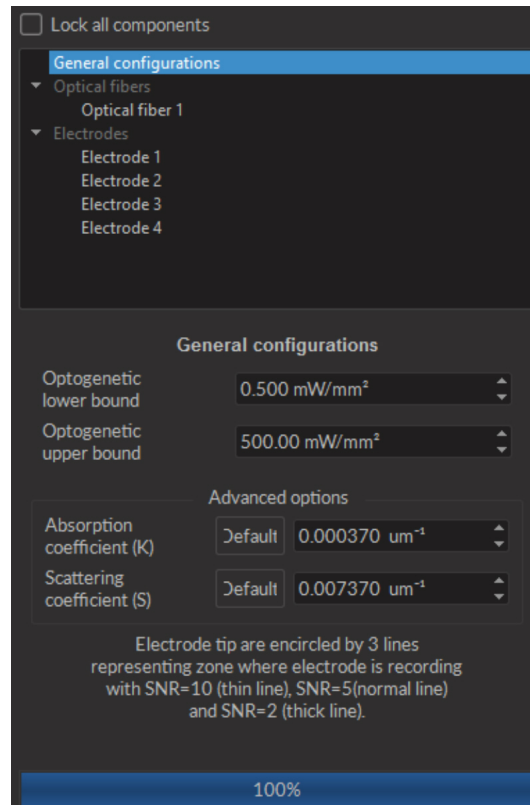 Lock all components
General configurations
Optical fibers
Optical fiber 1
Electrodes
Electrode 1
Electrode 2
Electrode 3
Electrode 4
General configurations
Optogenetic
lower bound
0.500 mW/mm²
Optogenetic
upper bound
500.00 mW/mm²
Advanced options
Absorption
coefficient (K)
Default
0.000370 um⁻¹
Scattering
coefficient (S)
Default
0.007370 um⁻¹
Electrode tip are encircled by 3 lines
representing zone where electrode is recording
with SNR=10 (thin line), SNR=5(normal line)
and SNR=2 (thick line).
100%